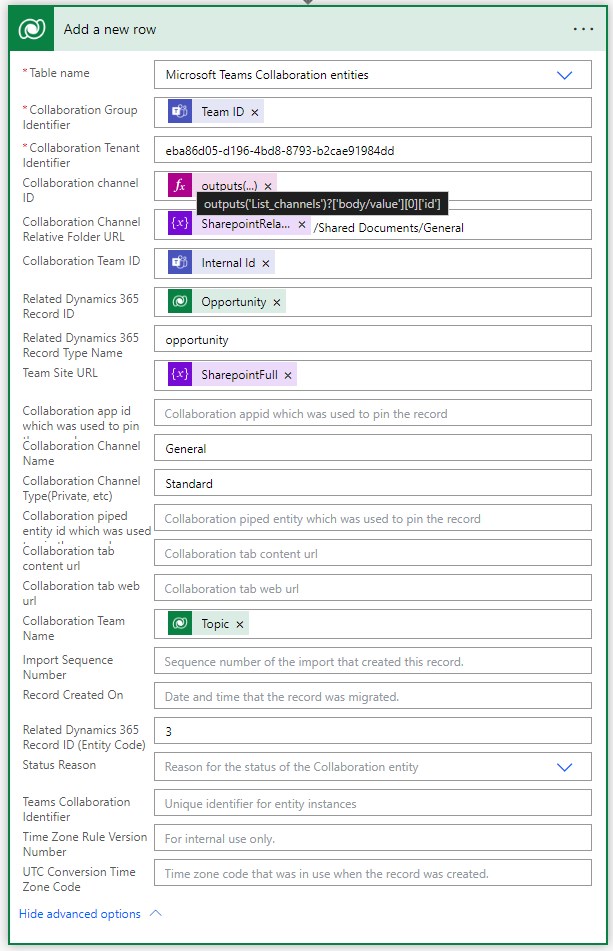 Add a new row
* Table name
Microsoft Teams Collaboration entities
* Collaboration Group
Identifier
Team ID ×
* Collaboration Tenant
Identifier
eba86d05-d196-4bd8-8793-b2cae91984dd
Collaboration channel
ID
fx outputs(...) ×
outputs('List_channels')?['body/value'][0]['id']
Collaboration Channel
Relative Folder URL
{x} SharepointRela... × /Shared Documents/General
Collaboration Team ID
Internal Id ×
Related Dynamics 365
Record ID
Opportunity ×
Related Dynamics 365
Record Type Name
opportunity
Team Site URL
{x} SharepointFull ×
Collaboration app id
which was used to pin
Collaboration appid which was used to pin the record
Collaboration Channel
Name
General
Collaboration Channel
Type(Private, etc)
Standard
Collaboration piped
entity id which was used
Collaboration piped entity which was used to pin the record
Collaboration tab
content url
Collaboration tab content url
Collaboration tab web
url
Collaboration tab web url
Collaboration Team
Name
Topic ×
Import Sequence
Number
Sequence number of the import that created this record.
Record Created On
Date and time that the record was migrated.
Related Dynamics 365
Record ID (Entity Code)
3
Status Reason
Reason for the status of the Collaboration entity
Teams Collaboration
Identifier
Unique identifier for entity instances
Time Zone Rule Version
Number
For internal use only.
UTC Conversion Time
Zone Code
Time zone code that was in use when the record was created.
Hide advanced options